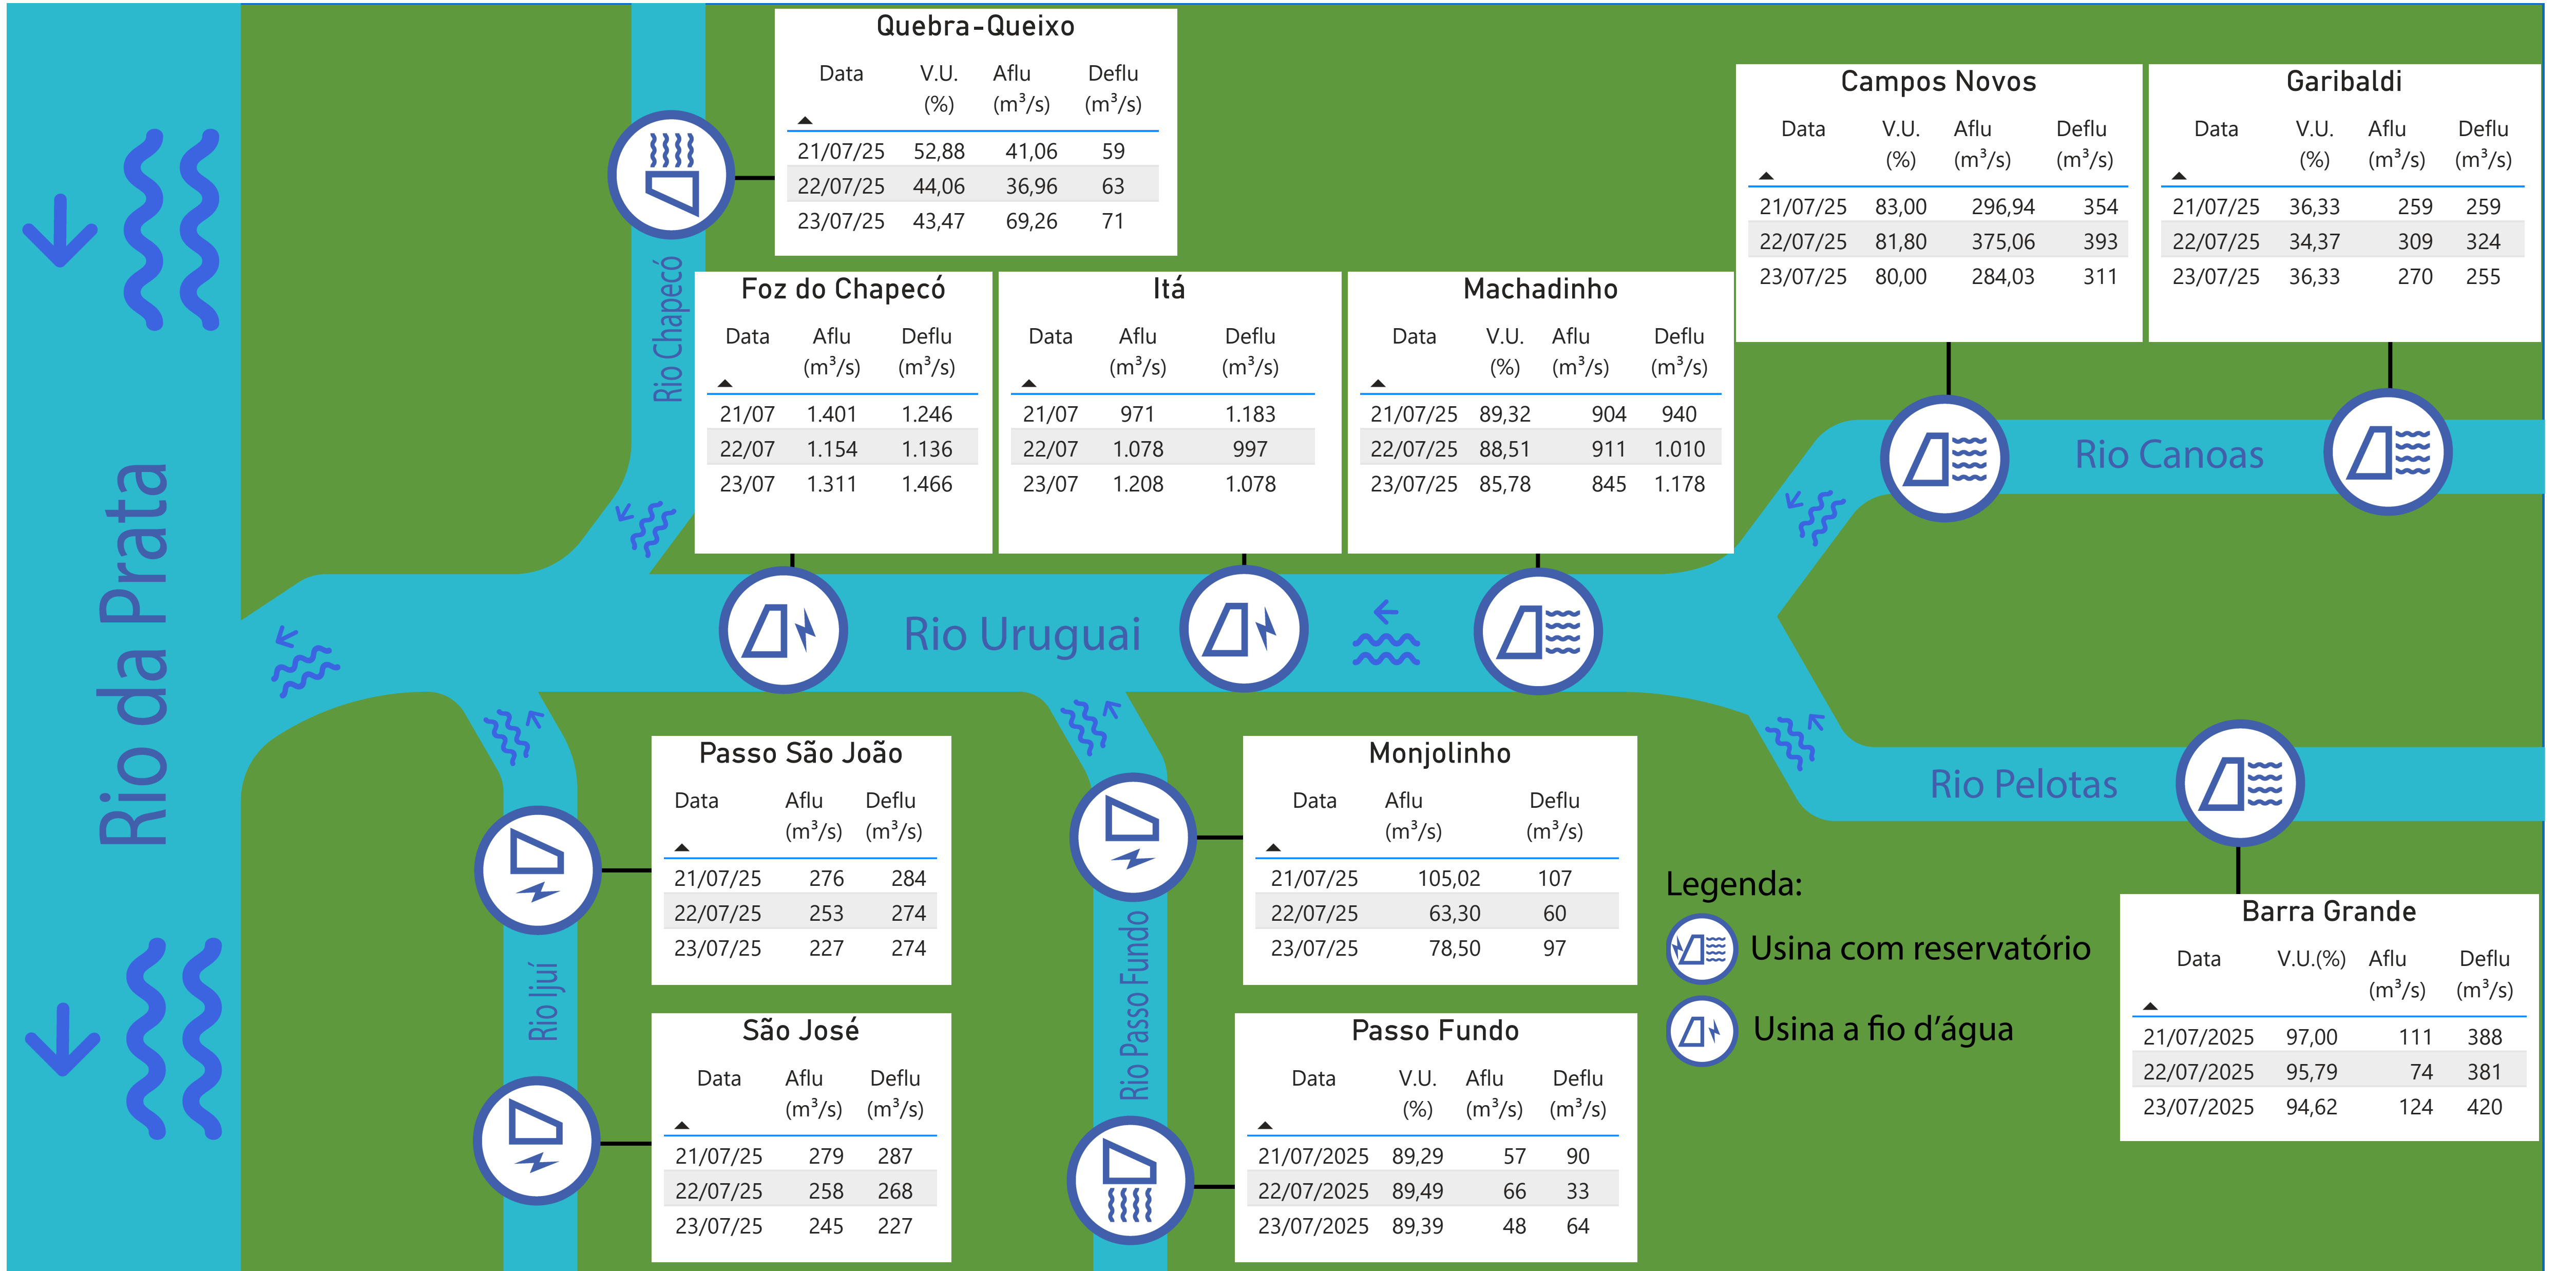 Quebra-Queixo
Data V.U. (%) Aflu (m³/s) Deflu (m³/s)
21/07/25 52,88 41,06 59
22/07/25 44,06 36,96 63
23/07/25 43,47 69,26 71
Campos Novos
Data V.U. (%) Aflu (m³/s) Deflu (m³/s)
21/07/25 83,00 296,94 354
22/07/25 81,80 375,06 393
23/07/25 80,00 284,03 311
Garibaldi
Data V.U. (%) Aflu (m³/s) Deflu (m³/s)
21/07/25 36,33 259 259
22/07/25 34,37 309 324
23/07/25 36,33 270 255
Rio Chapecó
Foz do Chapecó
Data Aflu (m³/s) Deflu (m³/s)
21/07 1.401 1.246
22/07 1.154 1.136
23/07 1.311 1.466
Itá
Data Aflu (m³/s) Deflu (m³/s)
21/07 971 1.183
22/07 1.078 997
23/07 1.208 1.078
Machadinho
Data V.U. (%) Aflu (m³/s) Deflu (m³/s)
21/07/25 89,32 904 940
22/07/25 88,51 911 1.010
23/07/25 85,78 845 1.178
Rio Canoas
Rio da Prata
Rio Uruguai
Rio Pelotas
Passo São João
Data Aflu (m³/s) Deflu (m³/s)
21/07/25 276 284
22/07/25 253 274
23/07/25 227 274
Monjolinho
Data Aflu (m³/s) Deflu (m³/s)
21/07/25 105,02 107
22/07/25 63,30 60
23/07/25 78,50 97
Legenda:
Usina com reservatório
Usina a fio d’água
Barra Grande
Data V.U.(%) Aflu (m³/s) Deflu (m³/s)
21/07/2025 97,00 111 388
22/07/2025 95,79 74 381
23/07/2025 94,62 124 420
Rio Ijuí
São José
Data Aflu (m³/s) Deflu (m³/s)
21/07/25 279 287
22/07/25 258 268
23/07/25 245 227
Rio Passo Fundo
Passo Fundo
Data V.U. (%) Aflu (m³/s) Deflu (m³/s)
21/07/2025 89,29 57 90
22/07/2025 89,49 66 33
23/07/2025 89,39 48 64